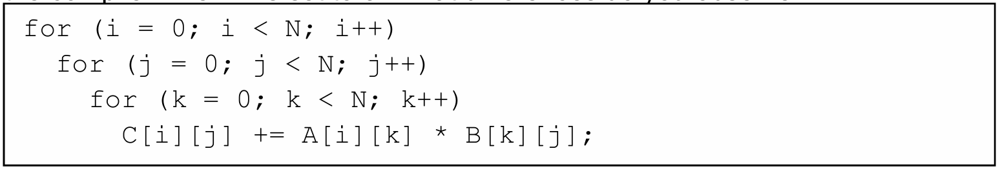 for (i = 0; i < N; i++)
for (j = 0; j < N; j++)
for (k = 0; k < N; k++)
C[i][j] += A[i][k] * B[k][j];